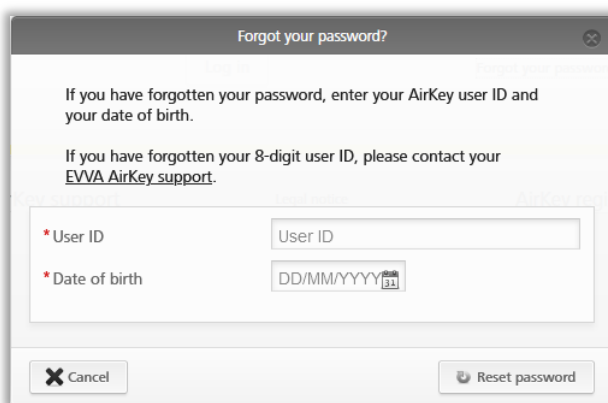 Forgot your password?
If you have forgotten your password, enter your AirKey user ID and
your date of birth.
If you have forgotten your 8-digit user ID, please contact your
EVVA AirKey support.
* User ID
User ID
* Date of birth
DD/MM/YYYY
31
Cancel
Reset password